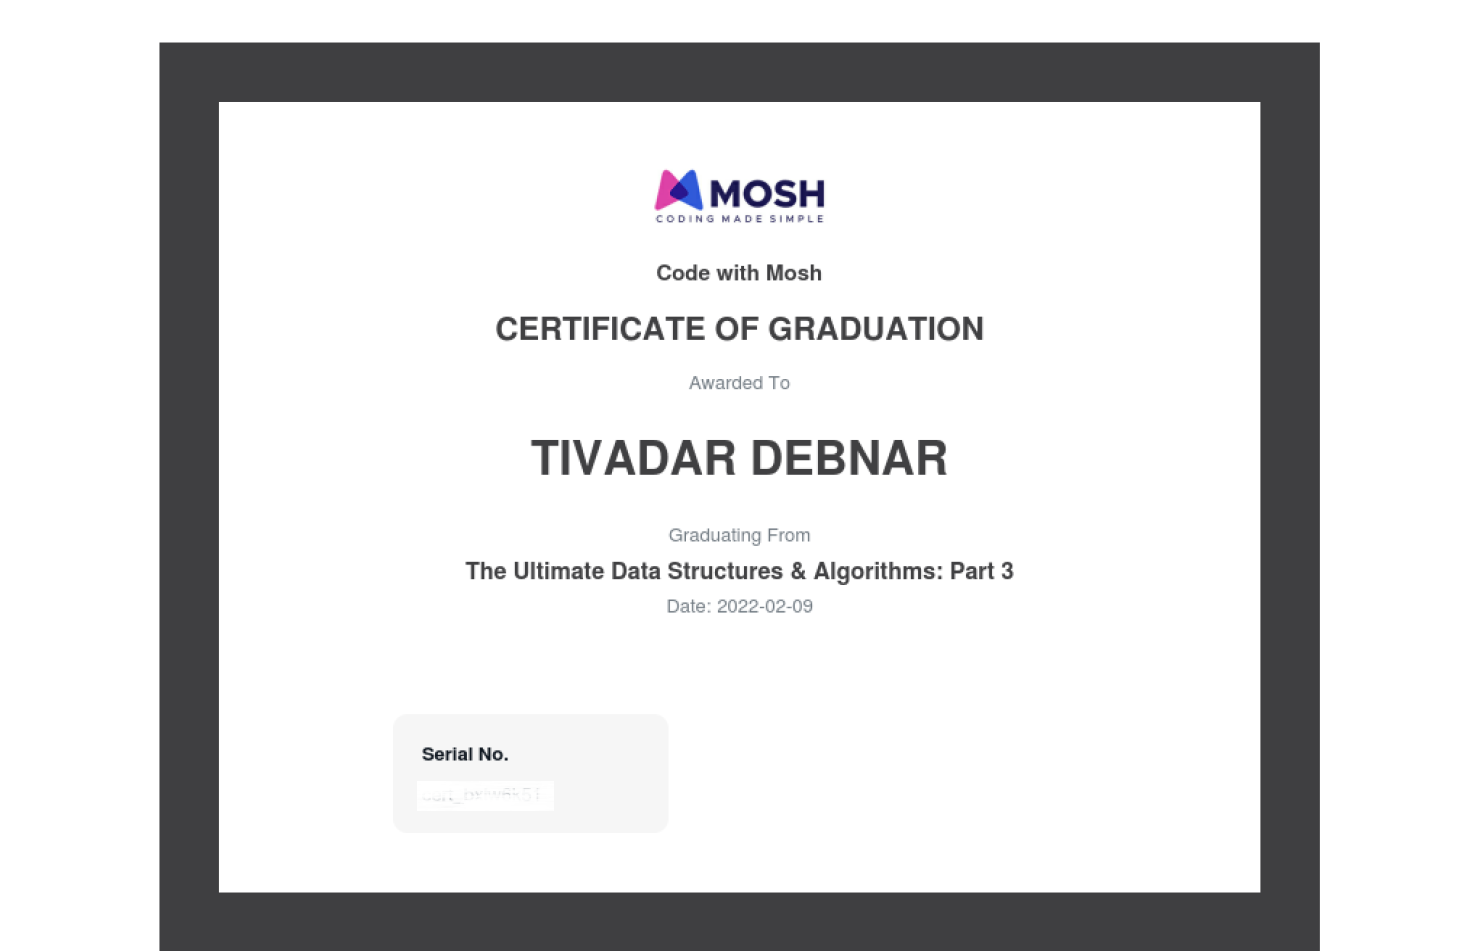 MOSH
CODING MADE SIMPLE
Code with Mosh
CERTIFICATE OF GRADUATION
Awarded To
TIVADAR DEBNAR
Graduating From
The Ultimate Data Structures & Algorithms: Part 3
Date: 2022-02-09
Serial No.